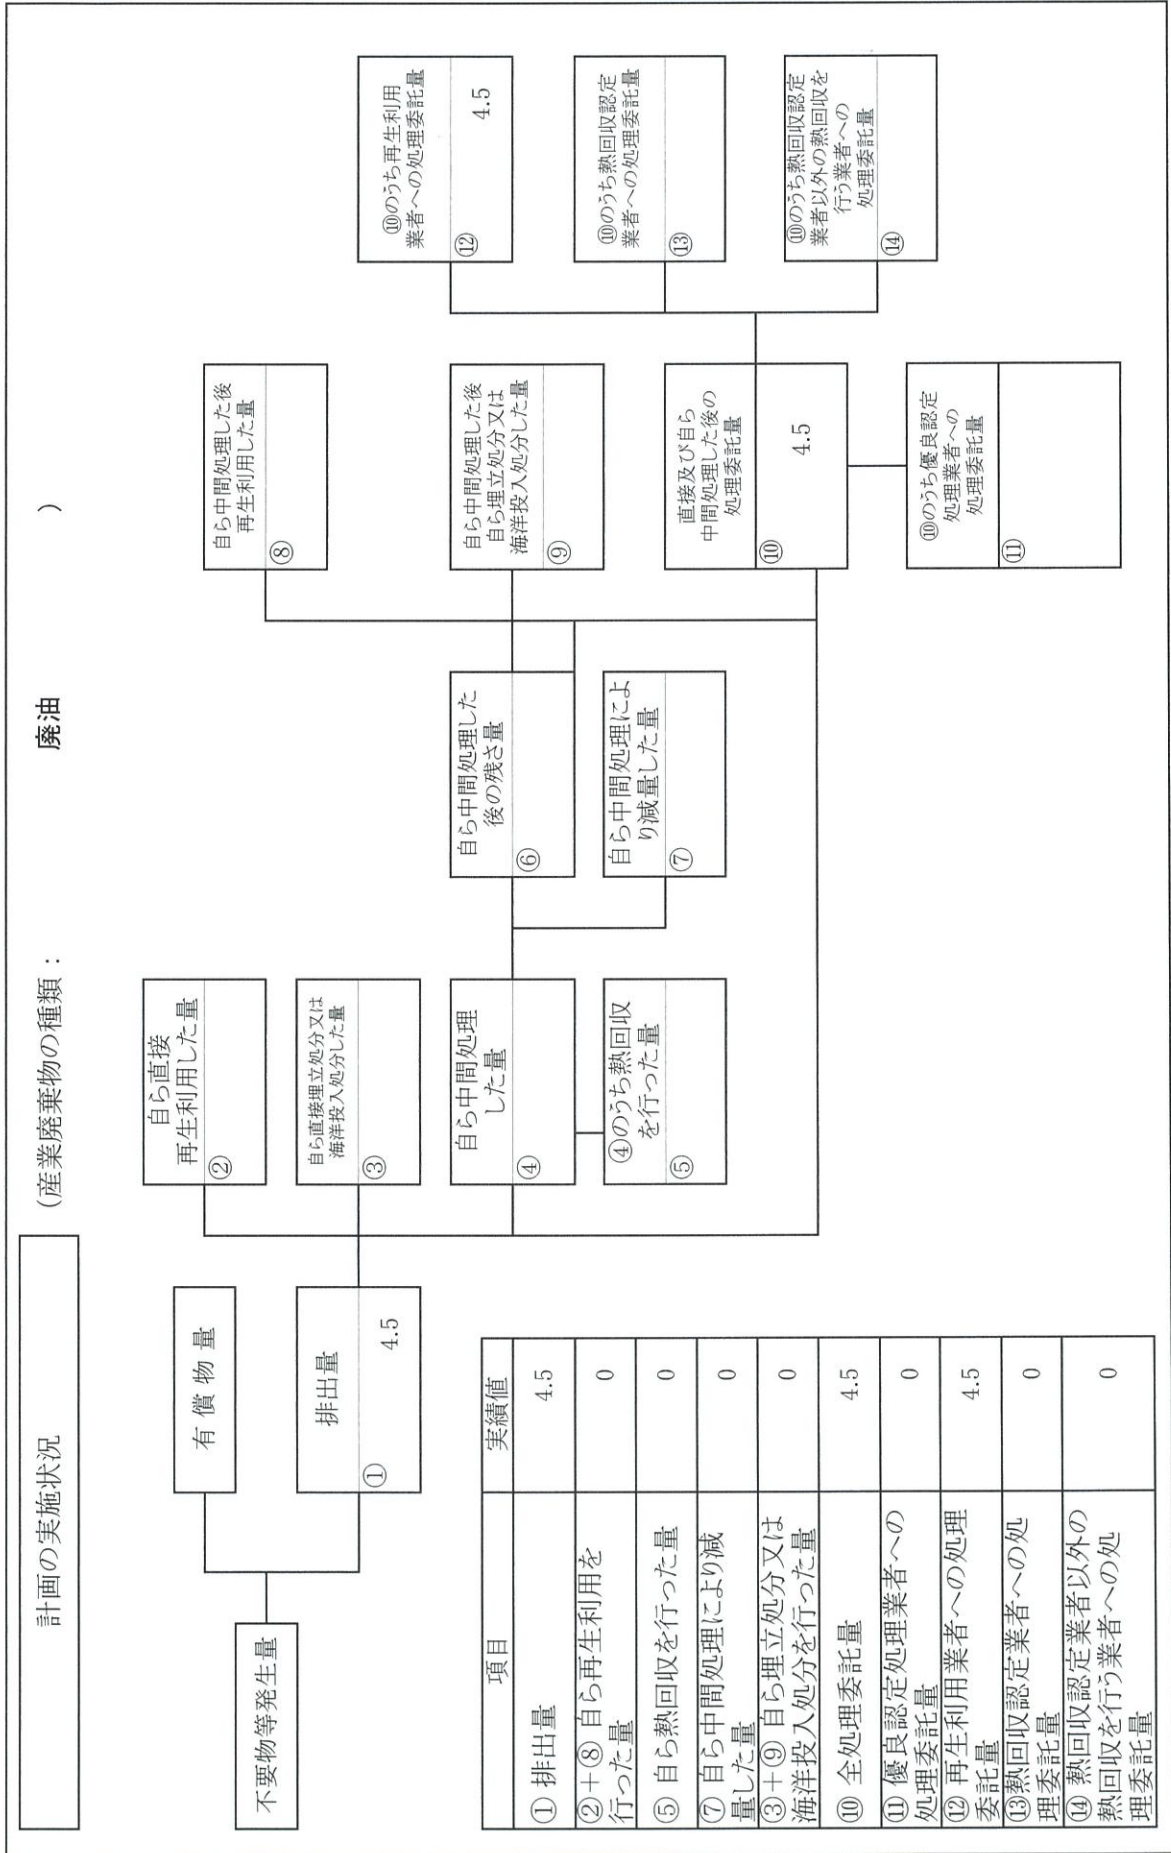 計画の実施状況
(産業廃棄物の種類： 廃油 )
不要物等発生量
有償物量
排出量
① 4.5
自ら直接
再生利用した量
②
自ら直接埋立処分又は
海洋投入処分した量
③
自ら中間処理
した量
④
④のうち熱回収
を行った量
⑤
自ら中間処理した
後の残さ量
⑥
自ら中間処理によ
り減量した量
⑦
自ら中間処理した後
再生利用した量
⑧
自ら中間処理した後
自ら埋立処分又は
海洋投入処分した量
⑨
直接及び自ら
中間処理した後の
処理委託量
⑩ 4.5
⑩のうち優良認定
処理業者への
処理委託量
⑪
⑩のうち再生利用
業者への処理委託量
⑫ 4.5
⑩のうち熱回収認定
業者への処理委託量
⑬
⑩のうち熱回収認定
業者以外の熱回収を
行う業者への
処理委託量
⑭
項目 実績値
① 排出量 4.5
②＋⑧ 自ら再生利用を
行った量 0
⑤ 自ら熱回収を行った量 0
⑦ 自ら中間処理により減
量した量 0
③＋⑨ 自ら埋立処分又は
海洋投入処分を行った量 0
⑩ 全処理委託量 4.5
⑪ 優良認定処理業者への
処理委託量 0
⑫ 再生利用業者への処理
委託量 4.5
⑬熱回収認定業者への処
理委託量 0
⑭ 熱回収認定業者以外の
熱回収を行う業者への処
理委託量 0